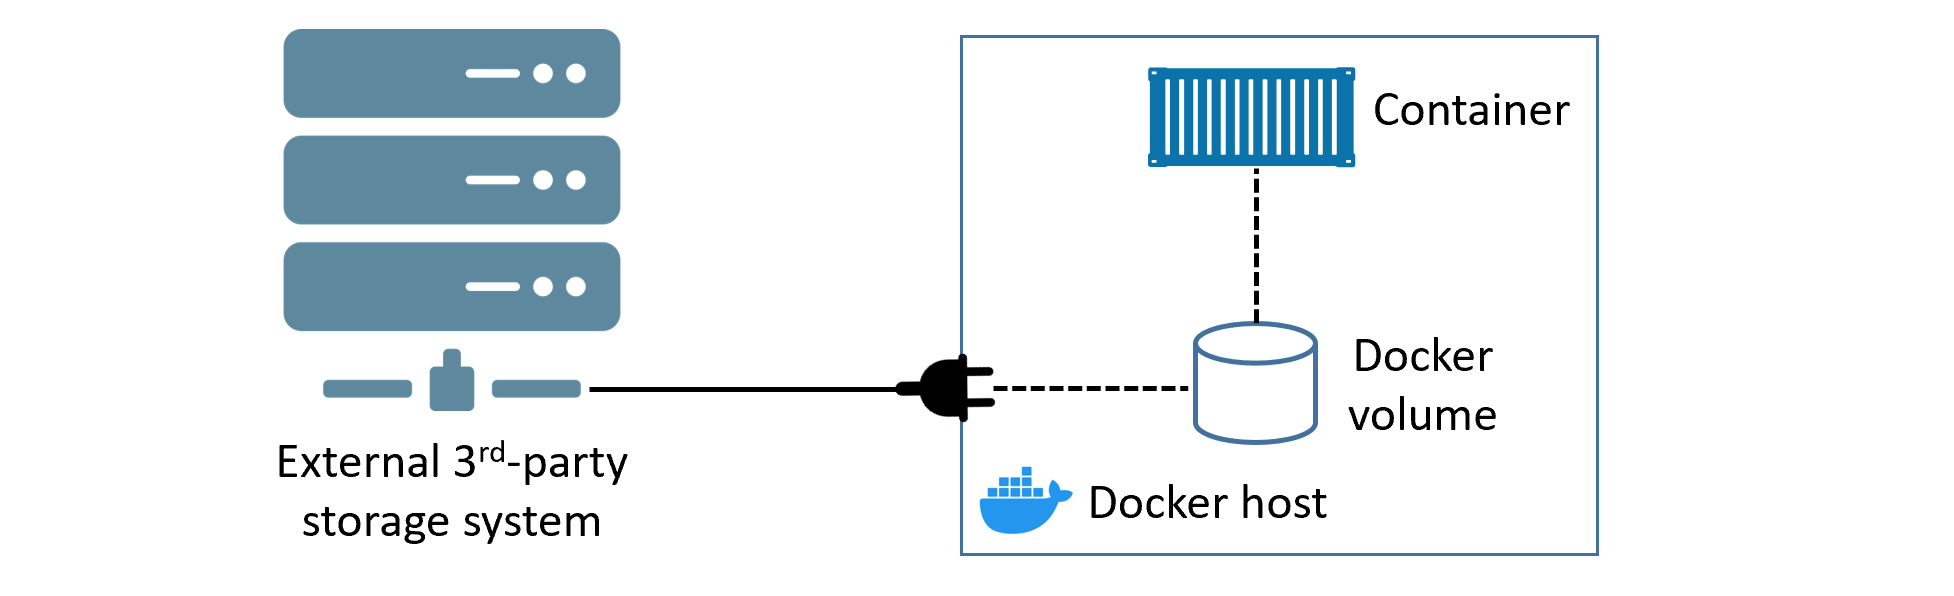 Container
Docker
volume
External 3rd-party
storage system
Docker host